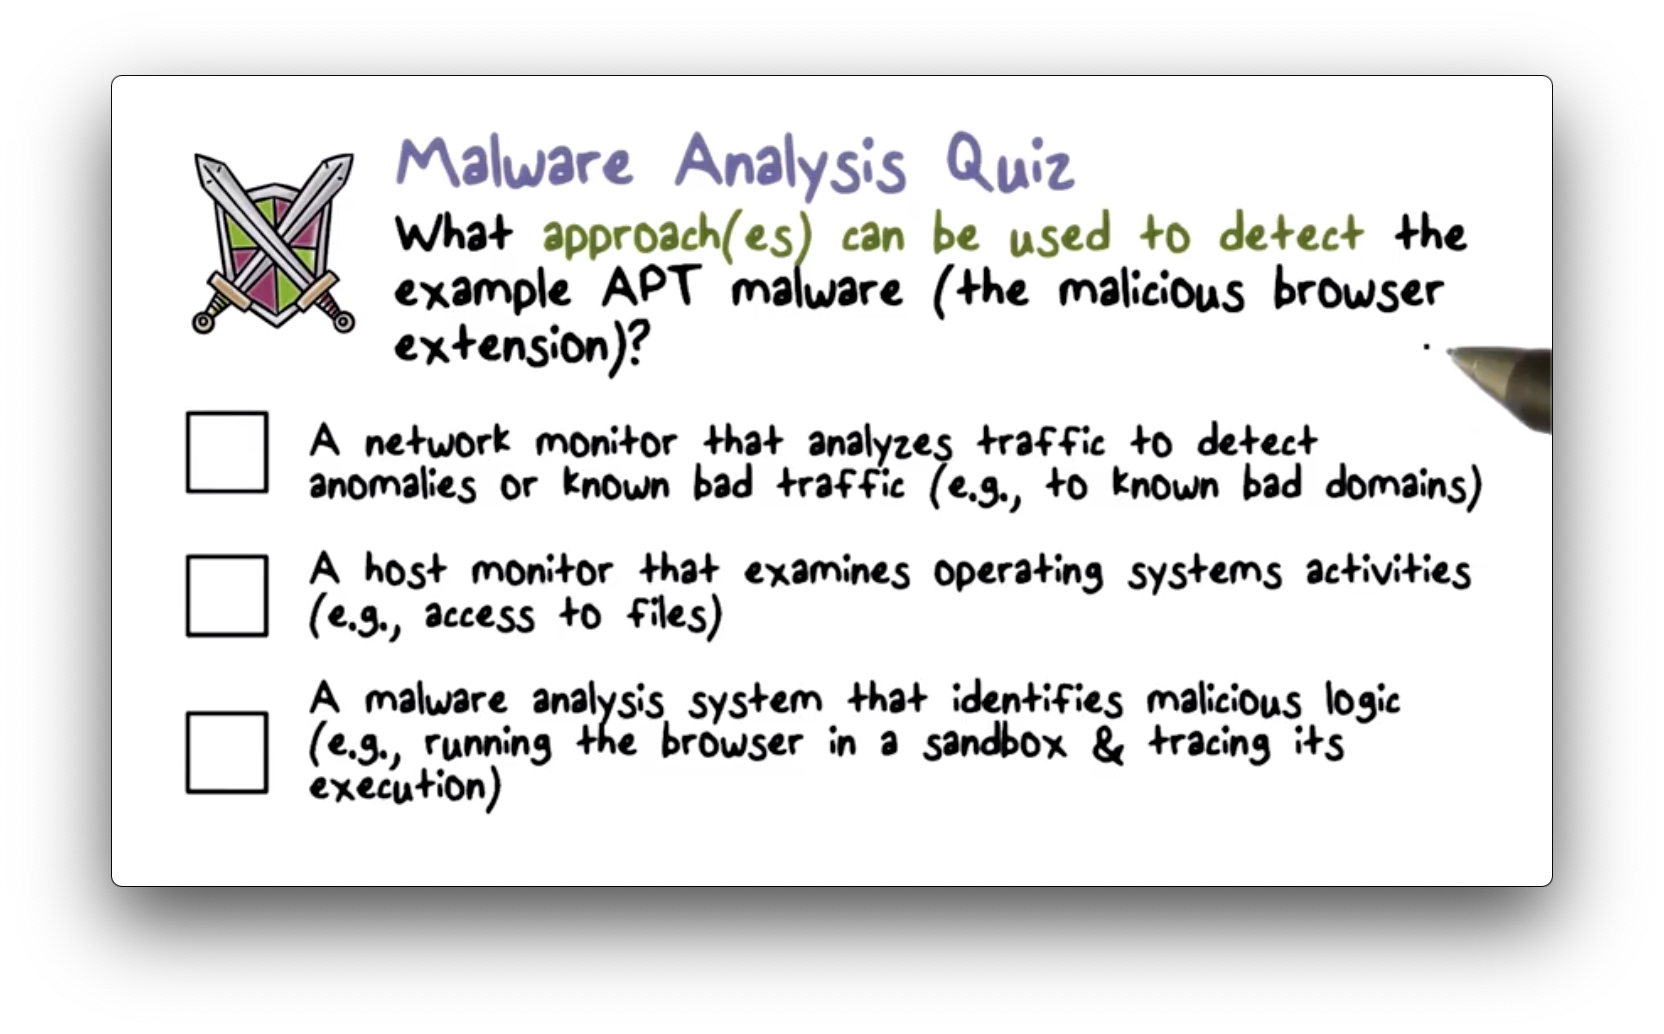 Malware Analysis Quiz
What approach(es) can be used to detect the
example APT malware (the malicious browser
extension)?
A network monitor that analyzes traffic to detect
anomalies or known bad traffic (e.g., to known bad domains)
A host monitor that examines operating systems activities
(e.g., access to files)
A malware analysis system that identifies malicious logic
(e.g., running the browser in a sandbox & tracing its
execution)